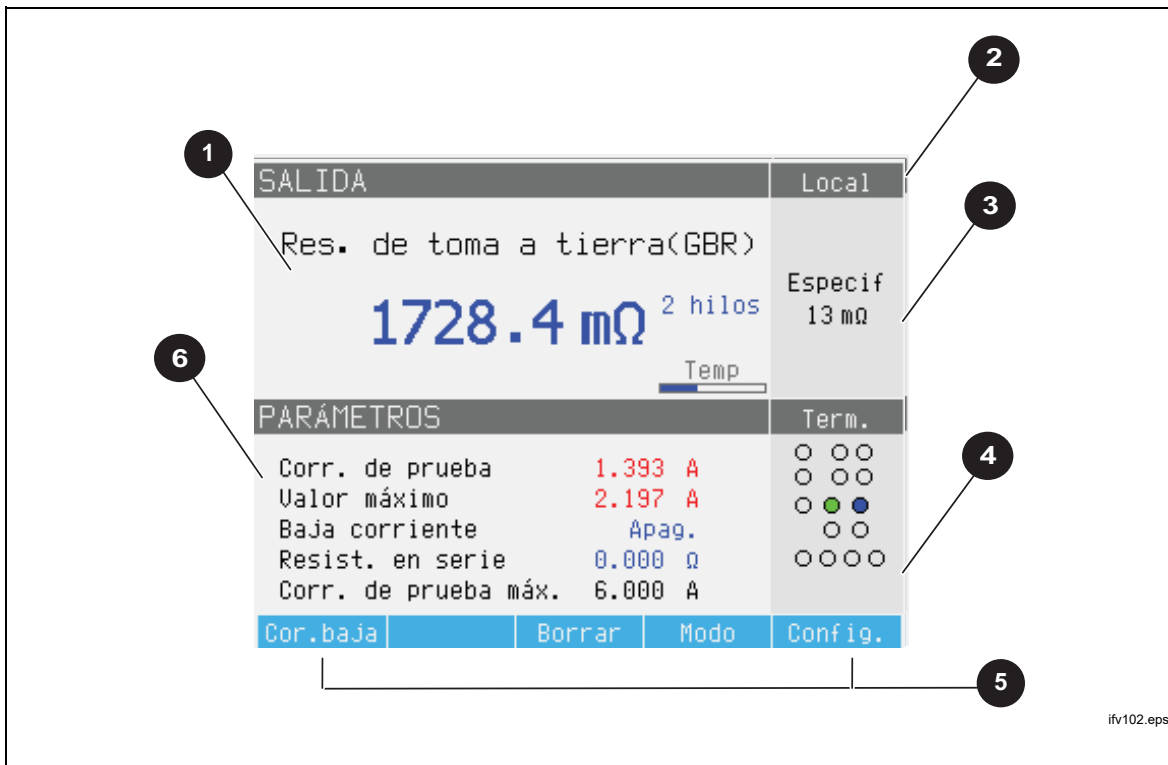 2
1
SALIDA Local
3
Res. de toma a tierra(GBR)
Especif
1728.4 mΩ 2 hilos 13 mΩ
6
Temp
PARÁMETROS Term.
4
Corr. de prueba 1.393 A
Valor máximo 2.197 A
Baja corriente Apag.
Resist. en serie 0.000 Ω
Corr. de prueba máx. 6.000 A
Cor.baja Borrar Modo Config.
5
ifv102.eps